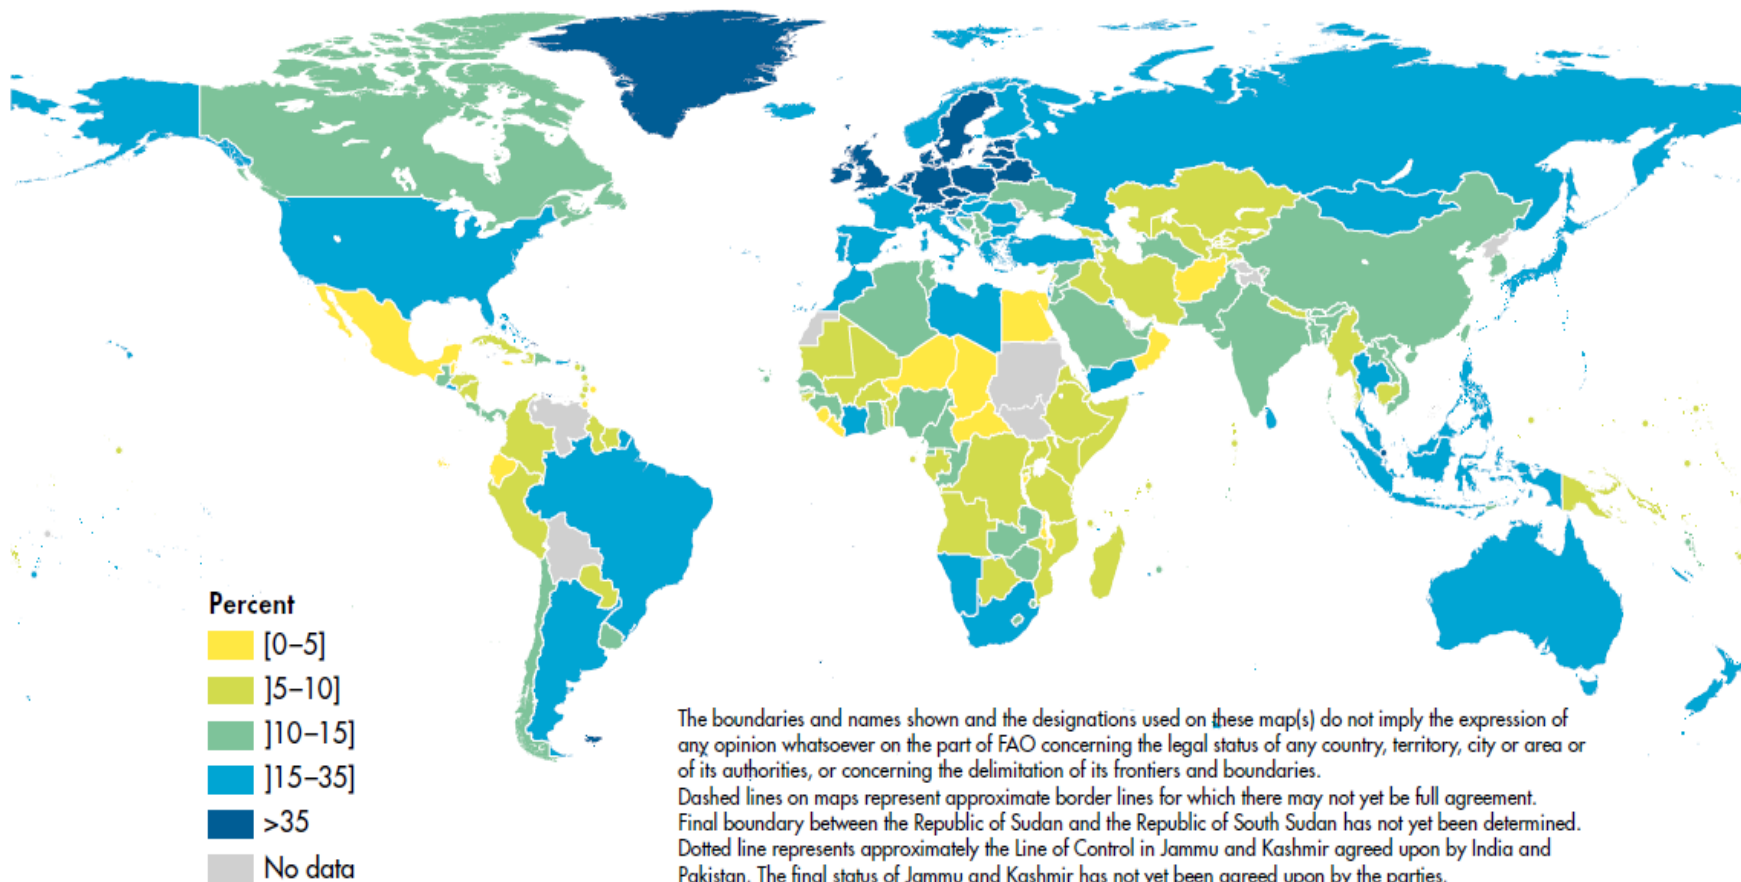 Percent
[0–5]
]5–10]
]10–15]
]15–35]
>35
No data
The boundaries and names shown and the designations used on these map(s) do not imply the expression of
any opinion whatsoever on the part of FAO concerning the legal status of any country, territory, city or area or
of its authorities, or concerning the delimitation of its frontiers and boundaries.
Dashed lines on maps represent approximate border lines for which there may not yet be full agreement.
Final boundary between the Republic of Sudan and the Republic of South Sudan has not yet been determined.
Dotted line represents approximately the Line of Control in Jammu and Kashmir agreed upon by India and
Pakistan. The final status of Jammu and Kashmir has not yet been agreed upon by the parties.